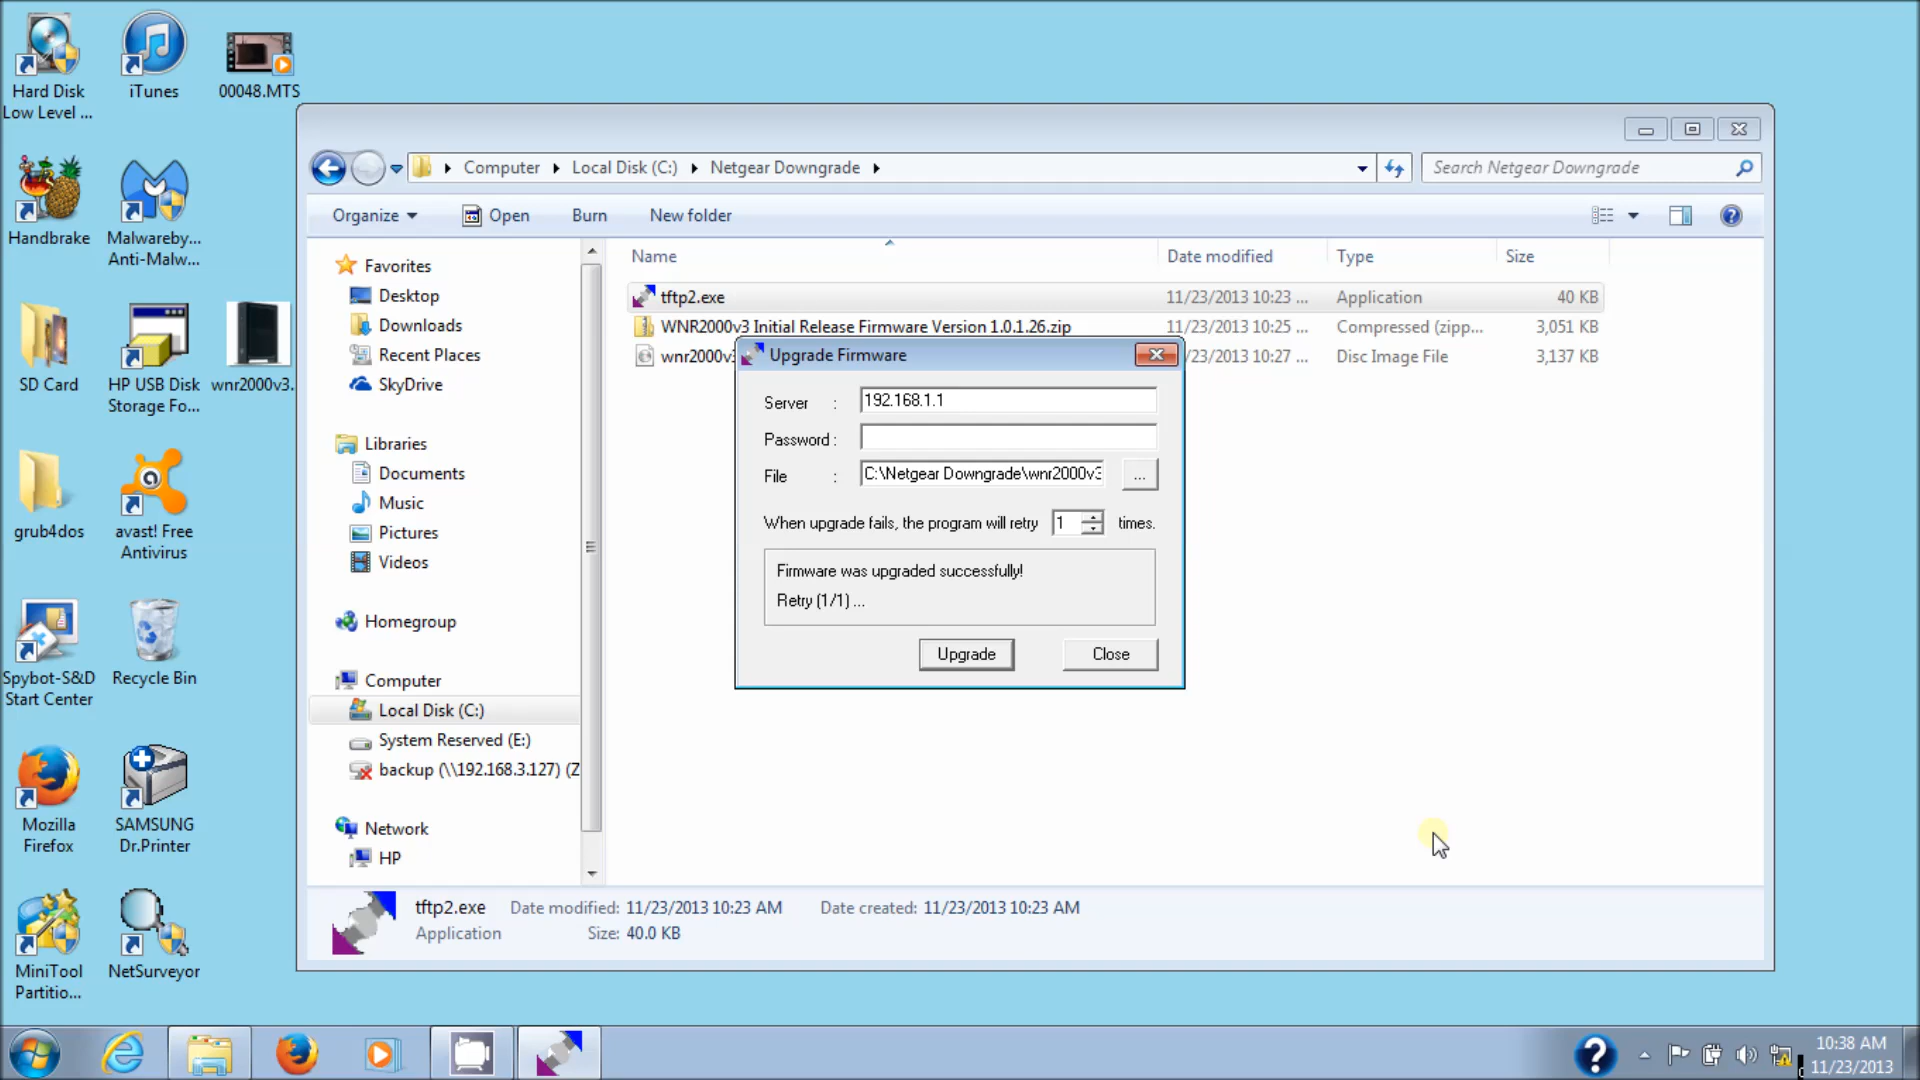 Hard Disk
Low Level ...
iTunes
00048.MTS
Handbrake
Malwareby...
Anti-Malw...
SD Card
HP USB Disk
Storage Fo...
wnr2000v3.
grub4dos
avast! Free
Antivirus
Spybot-S&D
Start Center
Recycle Bin
Mozilla
Firefox
SAMSUNG
Dr.Printer
MiniTool
Partitio...
NetSurveyor
Computer
Local Disk (C:)
Netgear Downgrade
Search Netgear Downgrade
Organize
Open
Burn
New folder
Favorites
Desktop
Downloads
Recent Places
SkyDrive
Libraries
Documents
Music
Pictures
Videos
Homegroup
Computer
Local Disk (C:)
System Reserved (E:)
backup (\\192.168.3.127) (Z
Network
HP
Name Date modified Type Size
tftp2.exe 11/23/2013 10:23 ... Application 40 KB
WNR2000v3 Initial Release Firmware Version 1.0.1.26.zip 11/23/2013 10:25 ... Compressed (zipp... 3,051 KB
wnr2000v3 /23/2013 10:27 ... Disc Image File 3,137 KB
Upgrade Firmware
Server : 192.168.1.1
Password :
File : C:\Netgear Downgrade\wnr2000v3 ...
When upgrade fails, the program will retry 1 times.
Firmware was upgraded successfully!
Retry (1/1) ...
Upgrade
Close
tftp2.exe Date modified: 11/23/2013 10:23 AM Date created: 11/23/2013 10:23 AM
Application Size: 40.0 KB
10:38 AM
11/23/2013